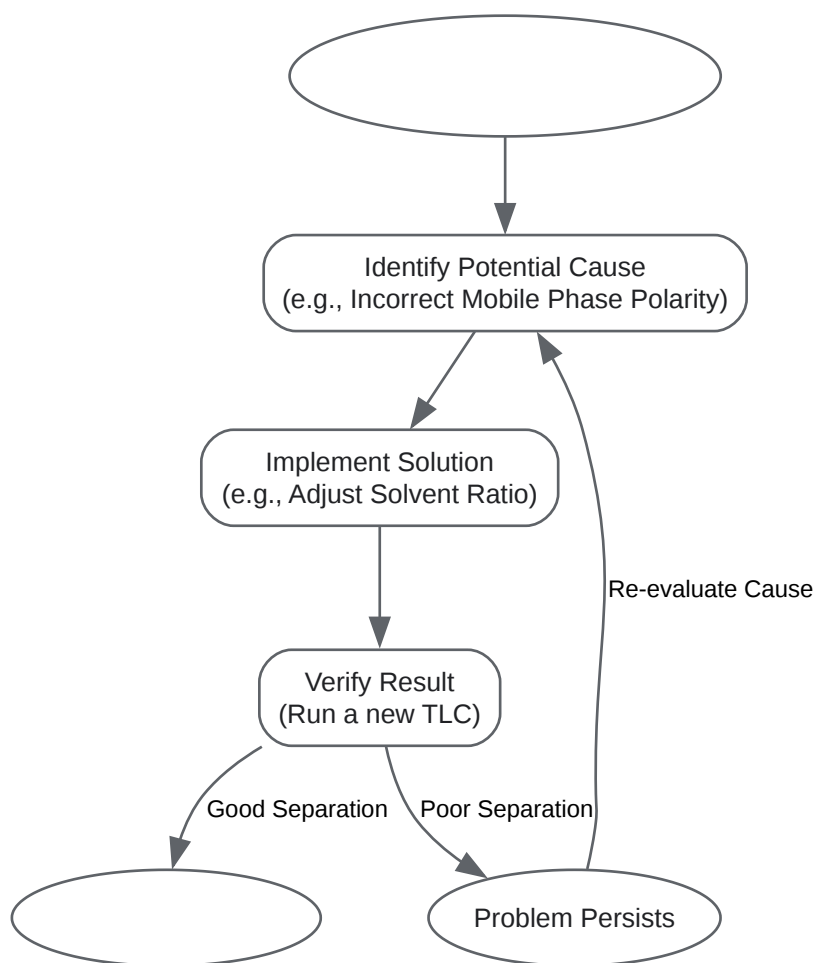 Identify Potential Cause
(e.g., Incorrect Mobile Phase Polarity)
Implement Solution
(e.g., Adjust Solvent Ratio)
Re-evaluate Cause
Verify Result
(Run a new TLC)
Good Separation
Poor Separation
Problem Persists